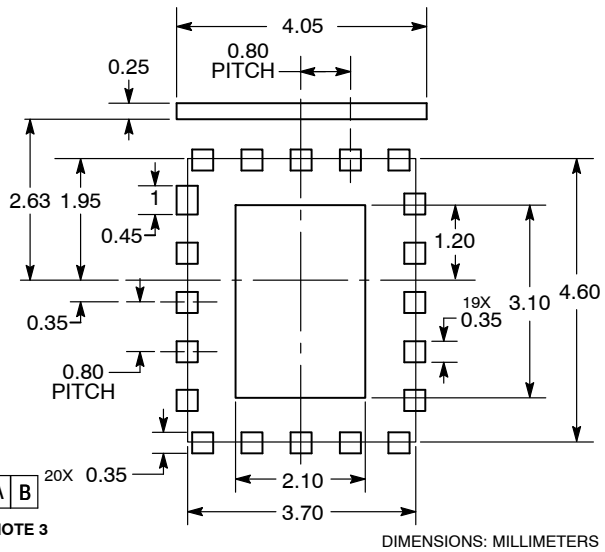 4.05
0.80
PITCH
0.25
2.63
1.95
1
0.45
1.20
19X
0.35
3.10
4.60
0.35
0.80
PITCH
20X 0.35
B
NOTE 3
2.10
3.70
DIMENSIONS: MILLIMETERS